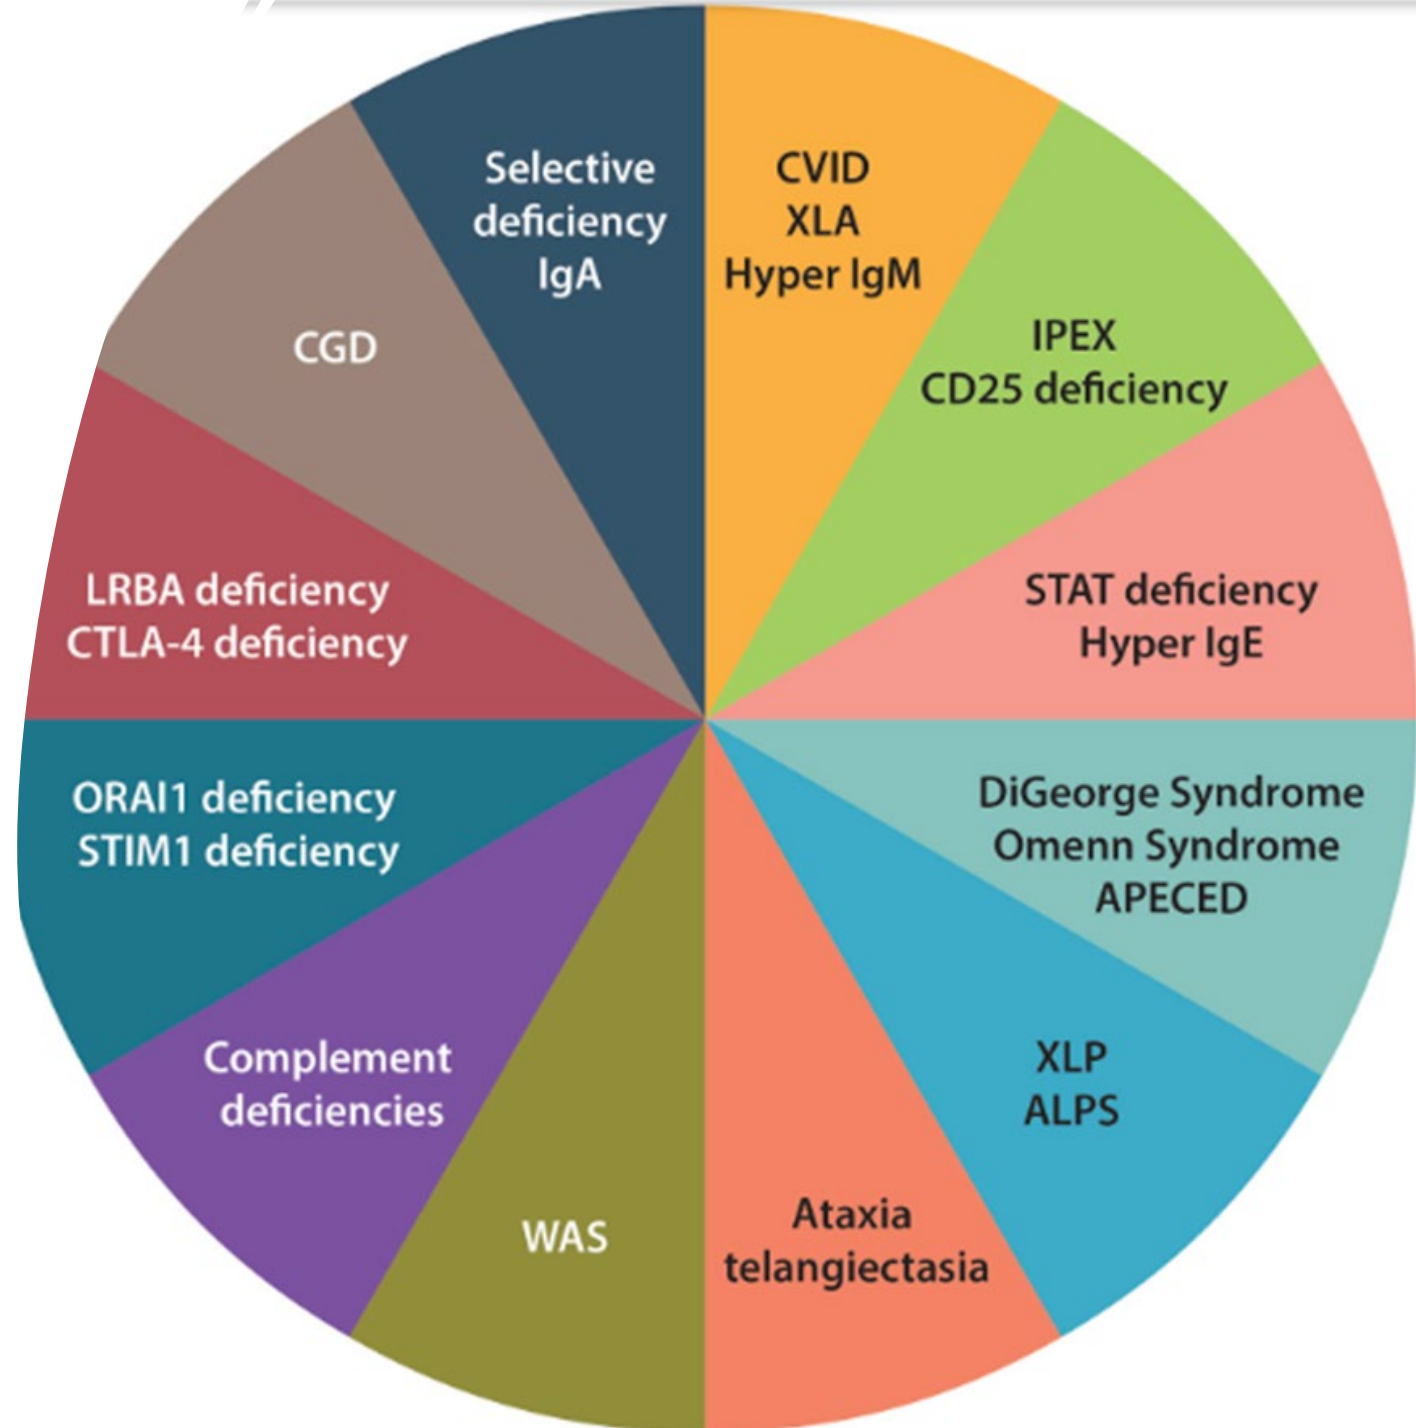 Selective
deficiency
IgA
CVID
XLA
Hyper IgM
IPEX
CD25 deficiency
STAT deficiency
Hyper IgE
DiGeorge Syndrome
Omenn Syndrome
APECED
XLP
ALPS
Ataxia
telangiectasia
WAS
Complement
deficiencies
ORAI1 deficiency
STIM1 deficiency
LRBA deficiency
CTLA-4 deficiency
CGD